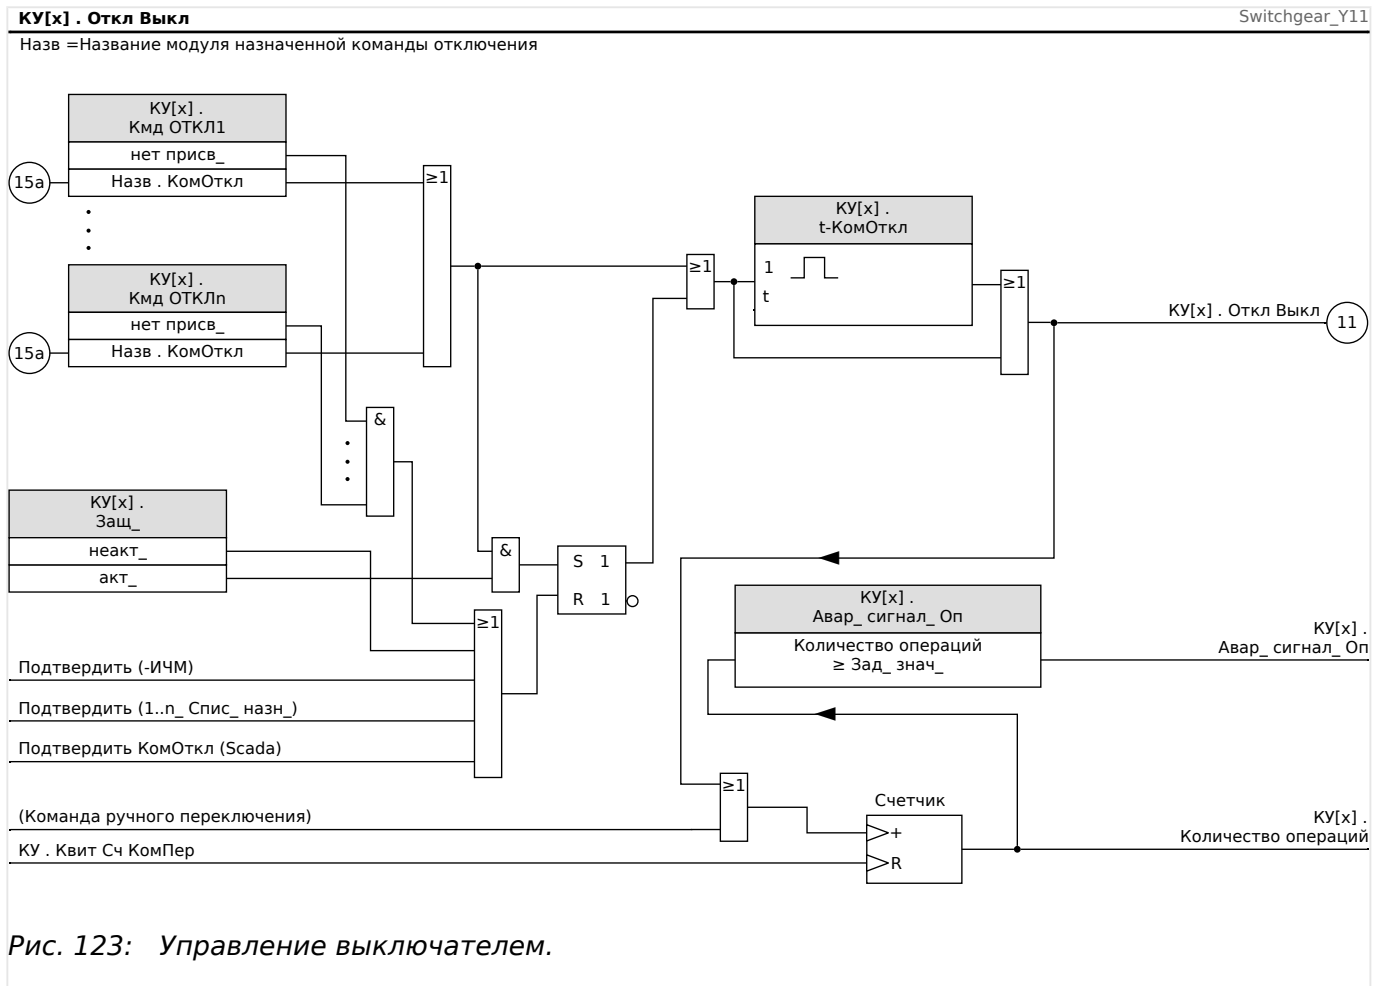 КУ[x] . Откл Выкл
Switchgear_Y11
Назв =Название модуля назначенной команды отключения
КУ[x] .
Кмд ОТКЛ1
нет присв_
15a
Назв . КомОткл
≥1
КУ[x] .
t-КомОткл
КУ[x] .
Кмд ОТКЛn
нет присв_
15a
Назв . КомОткл
≥1
1
t
≥1
КУ[x] . Откл Выкл
11
&
КУ[x] .
Защ_
неакт_
акт_
&
S 1
R 1
≥1
КУ[x] .
Авар_ сигнал_ Оп
Количество операций
≥ Зад_ знач_
КУ[x] .
Авар_ сигнал_ Оп
Подтвердить (-ИЧМ)
Подтвердить (1..n_ Спис_ назн_)
Подтвердить КомОткл (Scada)
≥1
Счетчик
(Команда ручного переключения)
+
КУ[x] .
Количество операций
КУ . Квит Сч КомПер
R
Рис. 123: Управление выключателем.